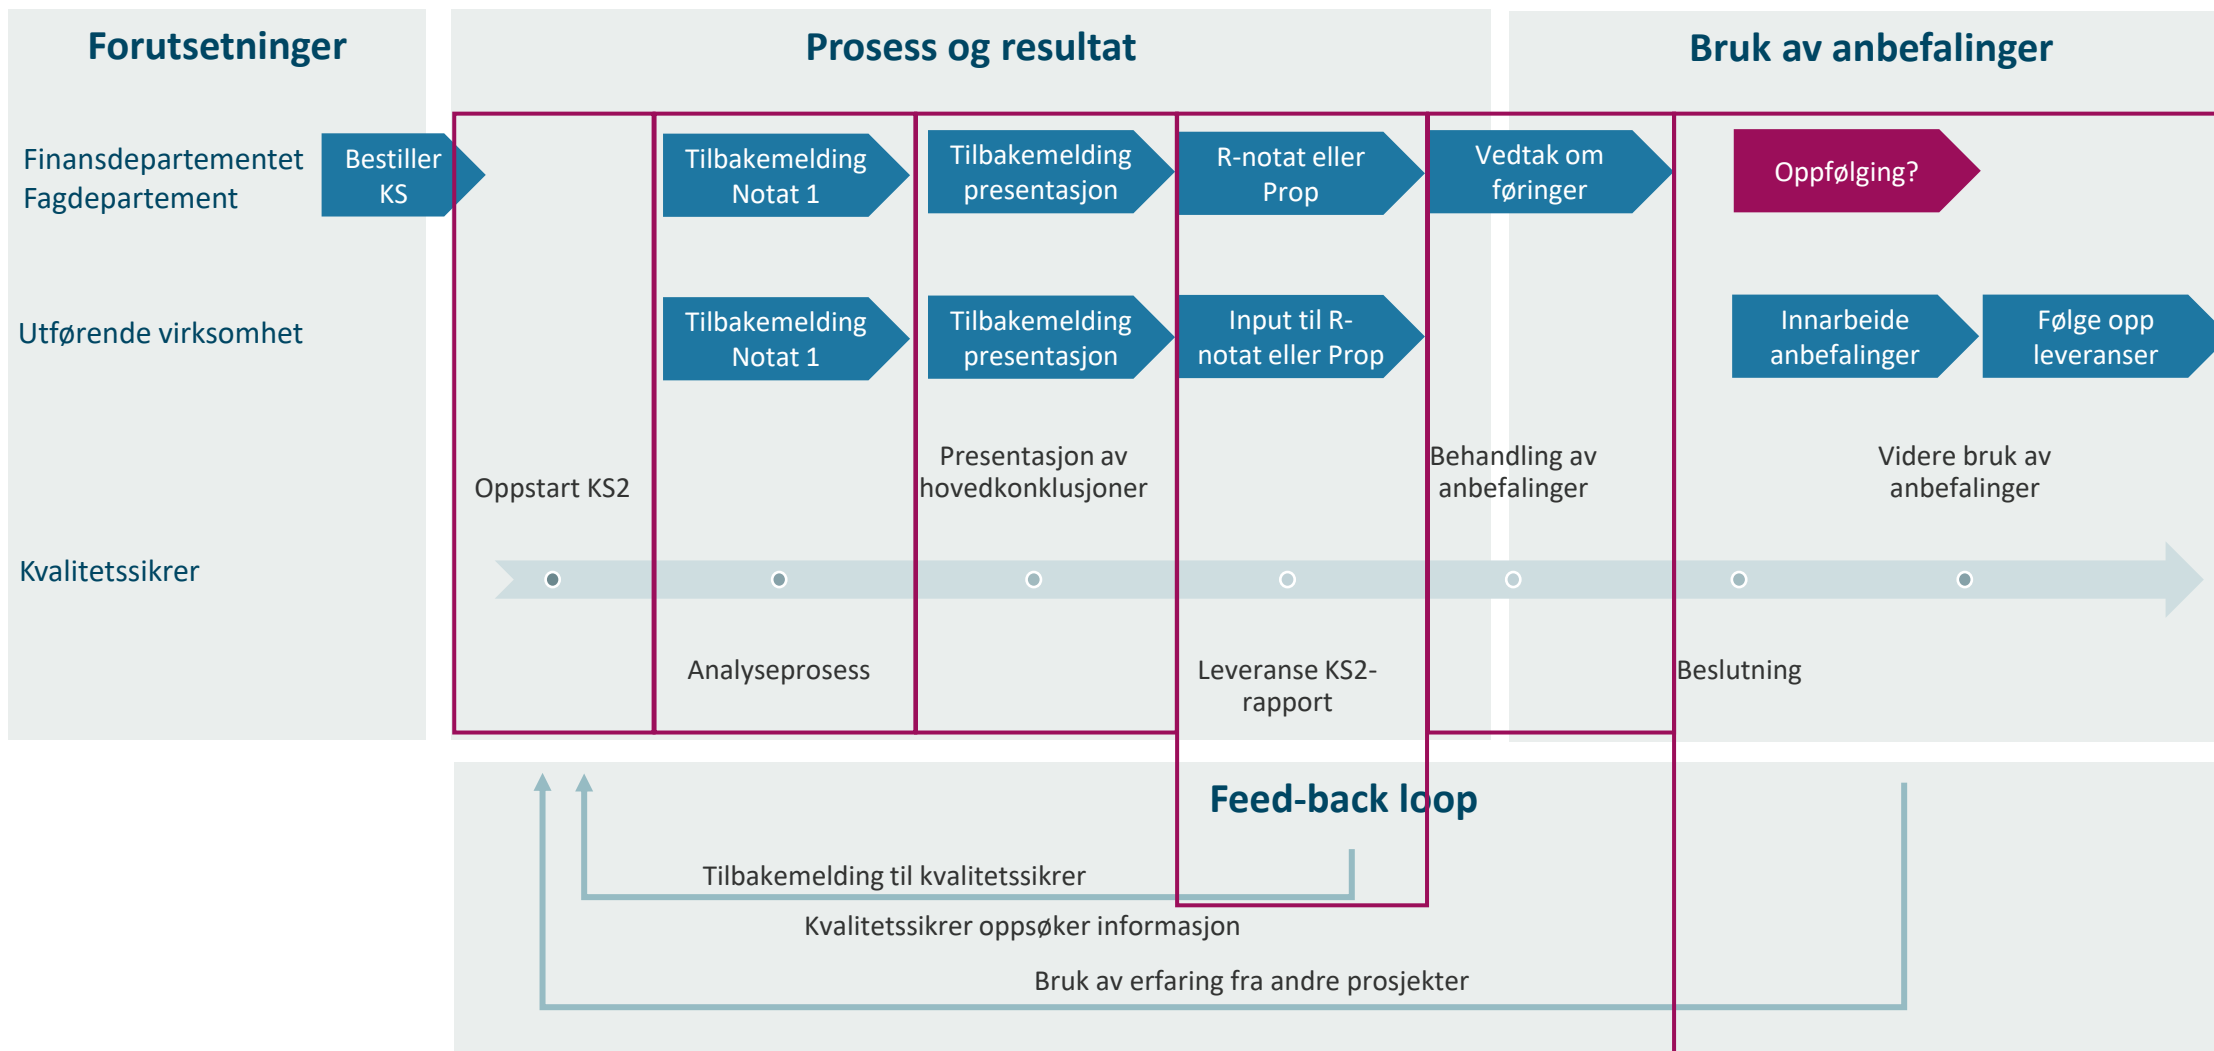 Forutsetninger
Prosess og resultat
Bruk av anbefalinger
Finansdepartementet
Fagdepartement
Bestiller
KS
Tilbakemelding
Notat 1
Tilbakemelding
presentasjon
R-notat eller
Prop
Vedtak om
føringer
Oppfølging?
Utførende virksomhet
Tilbakemelding
Notat 1
Tilbakemelding
presentasjon
Input til R-
notat eller Prop
Innarbeide
anbefalinger
Følge opp
leveranser
Oppstart KS2
Presentasjon av
hovedkonklusjoner
Behandling av
anbefalinger
Videre bruk av
anbefalinger
Kvalitetssikrer
Analyseprosess
Leveranse KS2-
rapport
Beslutning
Feed-back loop
Tilbakemelding til kvalitetssikrer
Kvalitetssikrer oppsøker informasjon
Bruk av erfaring fra andre prosjekter